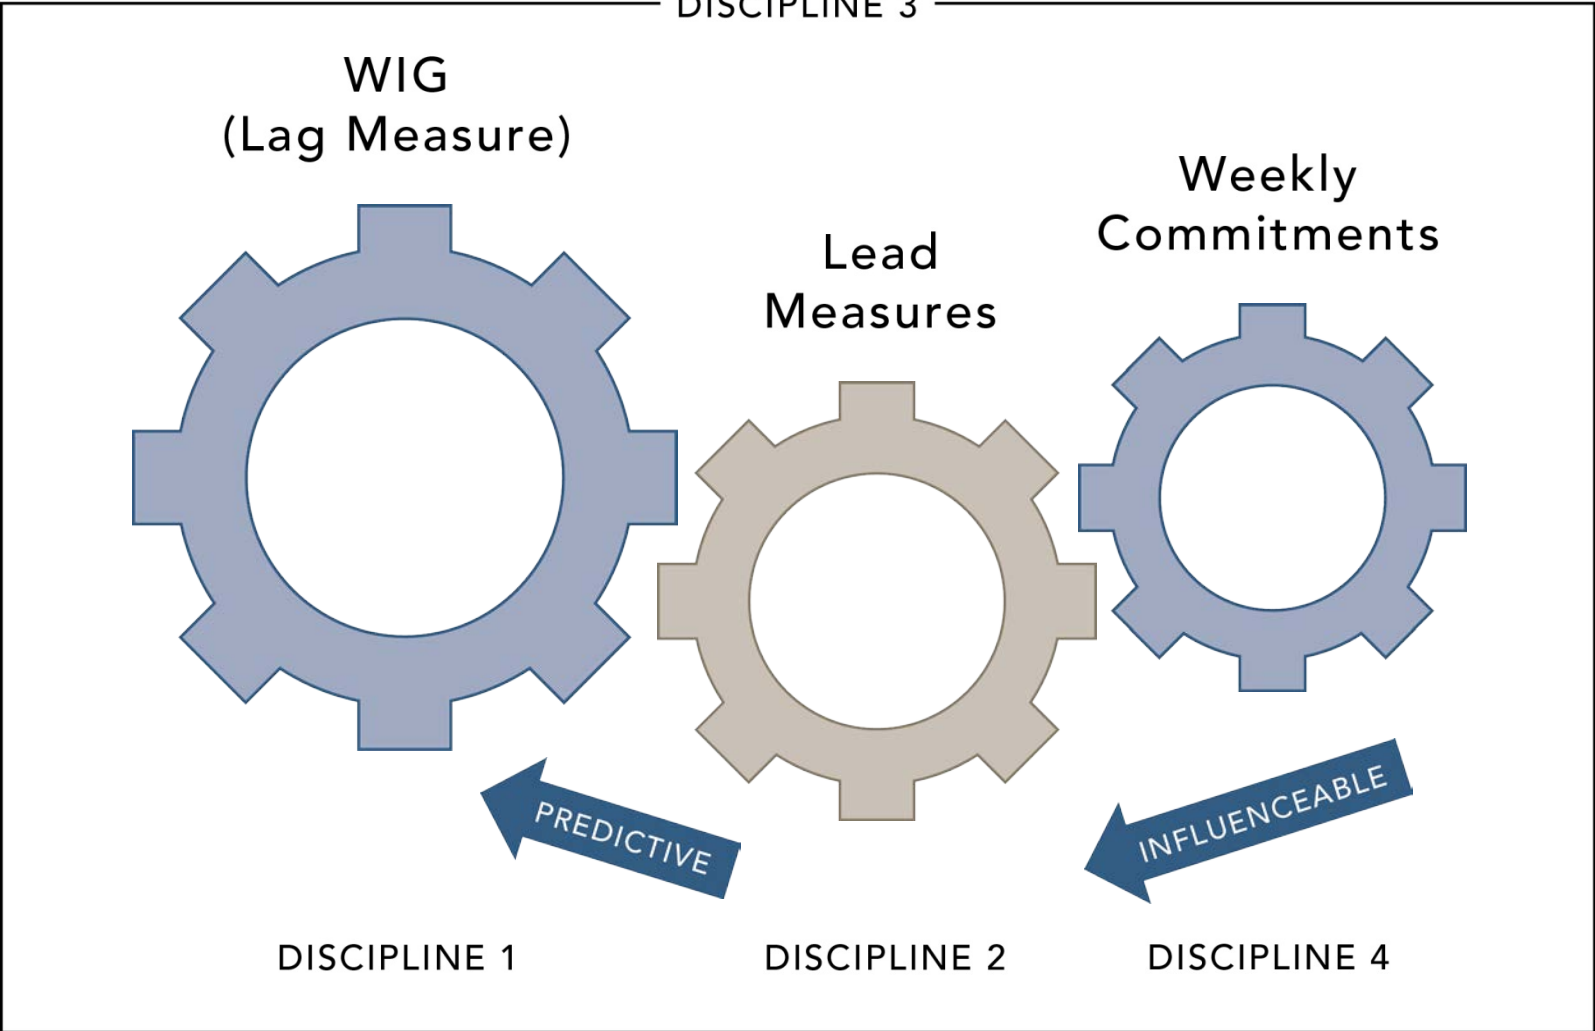 DISCIPLINE 3
WIG
(Lag Measure)
Lead
Measures
Weekly
Commitments
PREDICTIVE
INFLUENCEABLE
DISCIPLINE 1
DISCIPLINE 2
DISCIPLINE 4